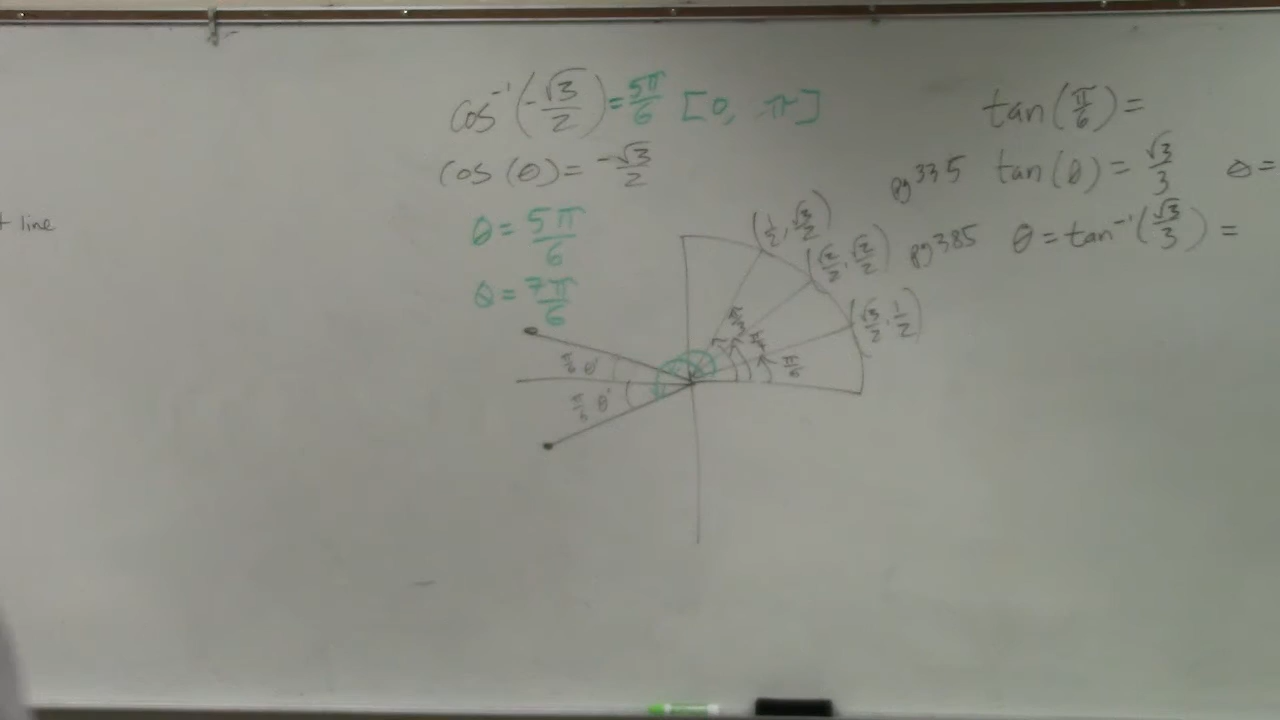 cos⁻¹(-√3/2) = 5π/6 [0, π]
cos(θ) = -√3/2
θ = 5π/6
θ = 7π/6
t line
tan(π/6) =
pg 335 tan(θ) = √3/3 θ =
pg 385 θ = tan⁻¹(√3/3) =
(1/2, √3/2)
(√2/2, √2/2)
(√3/2, 1/2)
π/3
π/4
π/6
π/6 θ'
π/6 θ'